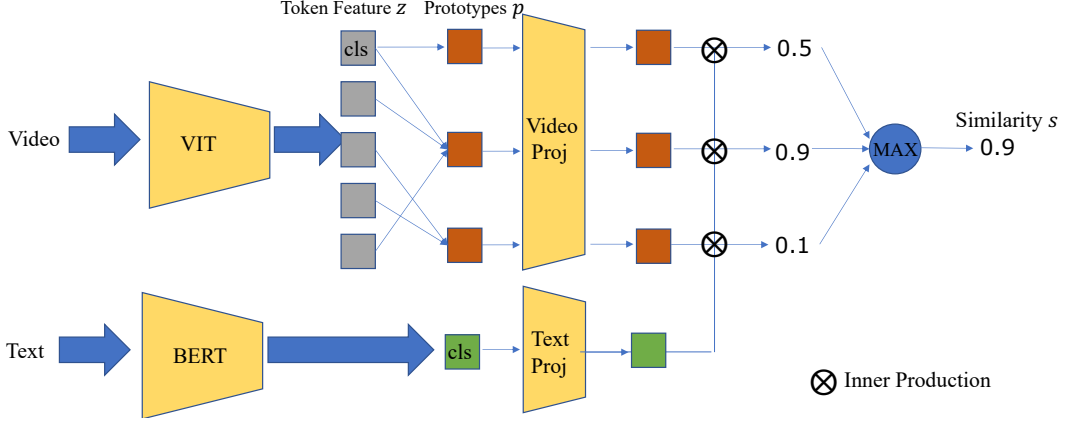 Token Feature z
Prototypes p
cls
0.5
Video
VIT
Video
Proj
0.9
MAX
Similarity s
0.9
0.1
Text
BERT
cls
Text
Proj
Inner Production